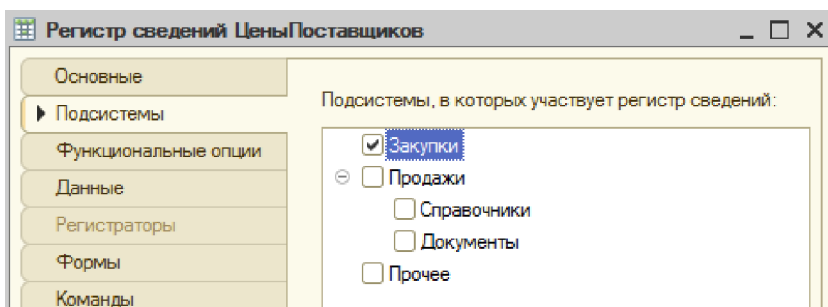 Регистр сведений ЦеныПоставщиков
Основные
Подсистемы
Функциональные опции
Данные
Регистраторы
Формы
Команды
Подсистемы, в которых участвует регистр сведений:
Закупки
Продажи
Справочники
Документы
Прочее